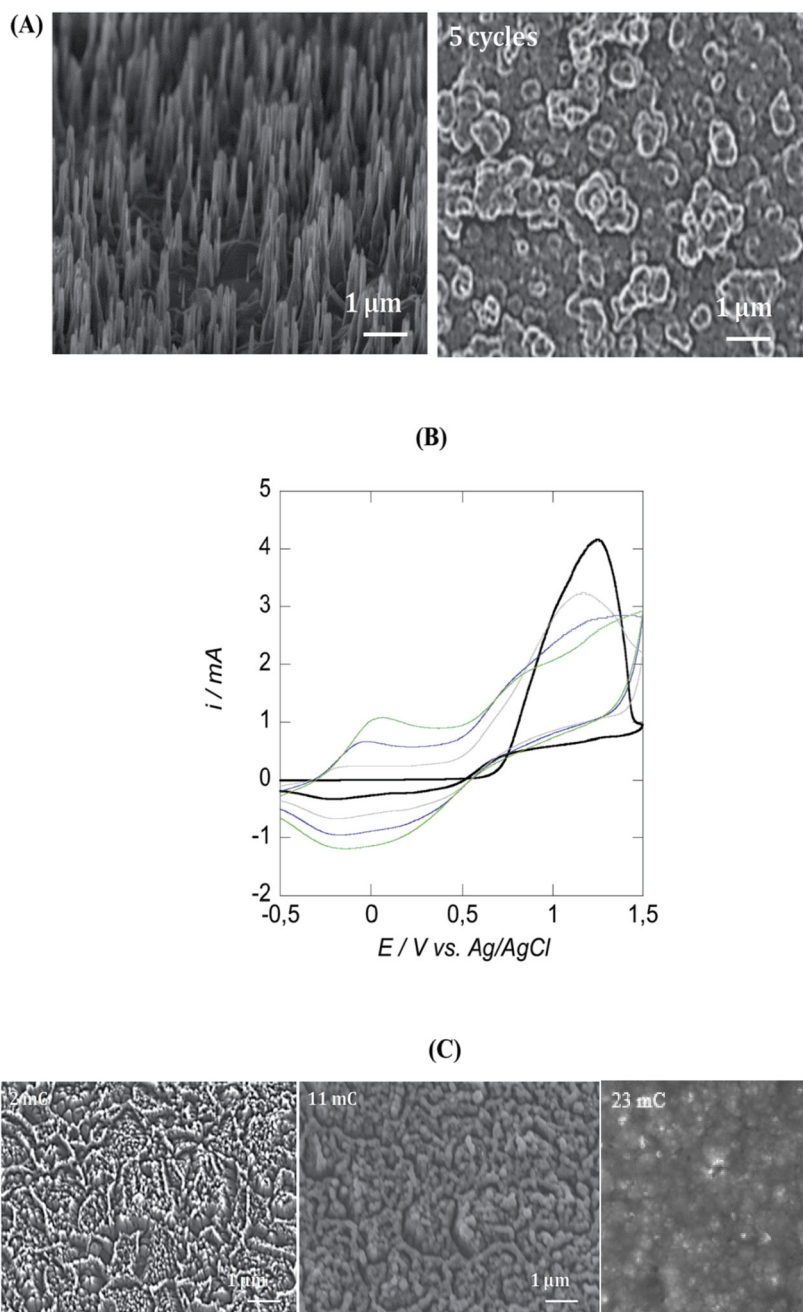 (A)
5 cycles
1 μm
1 μm
(B)
5
4
3
2
1
0
-1
-2
i / mA
-0,5
0
0,5
1
1,5
E / V vs. Ag/AgCl
(C)
2 mC
11 mC
23 mC
1 μm
1 μm